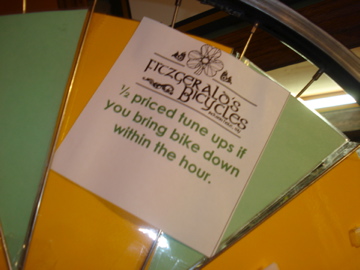 Fitzgerald's
Bicycles
½ priced tune ups if
you bring bike down
within the hour.